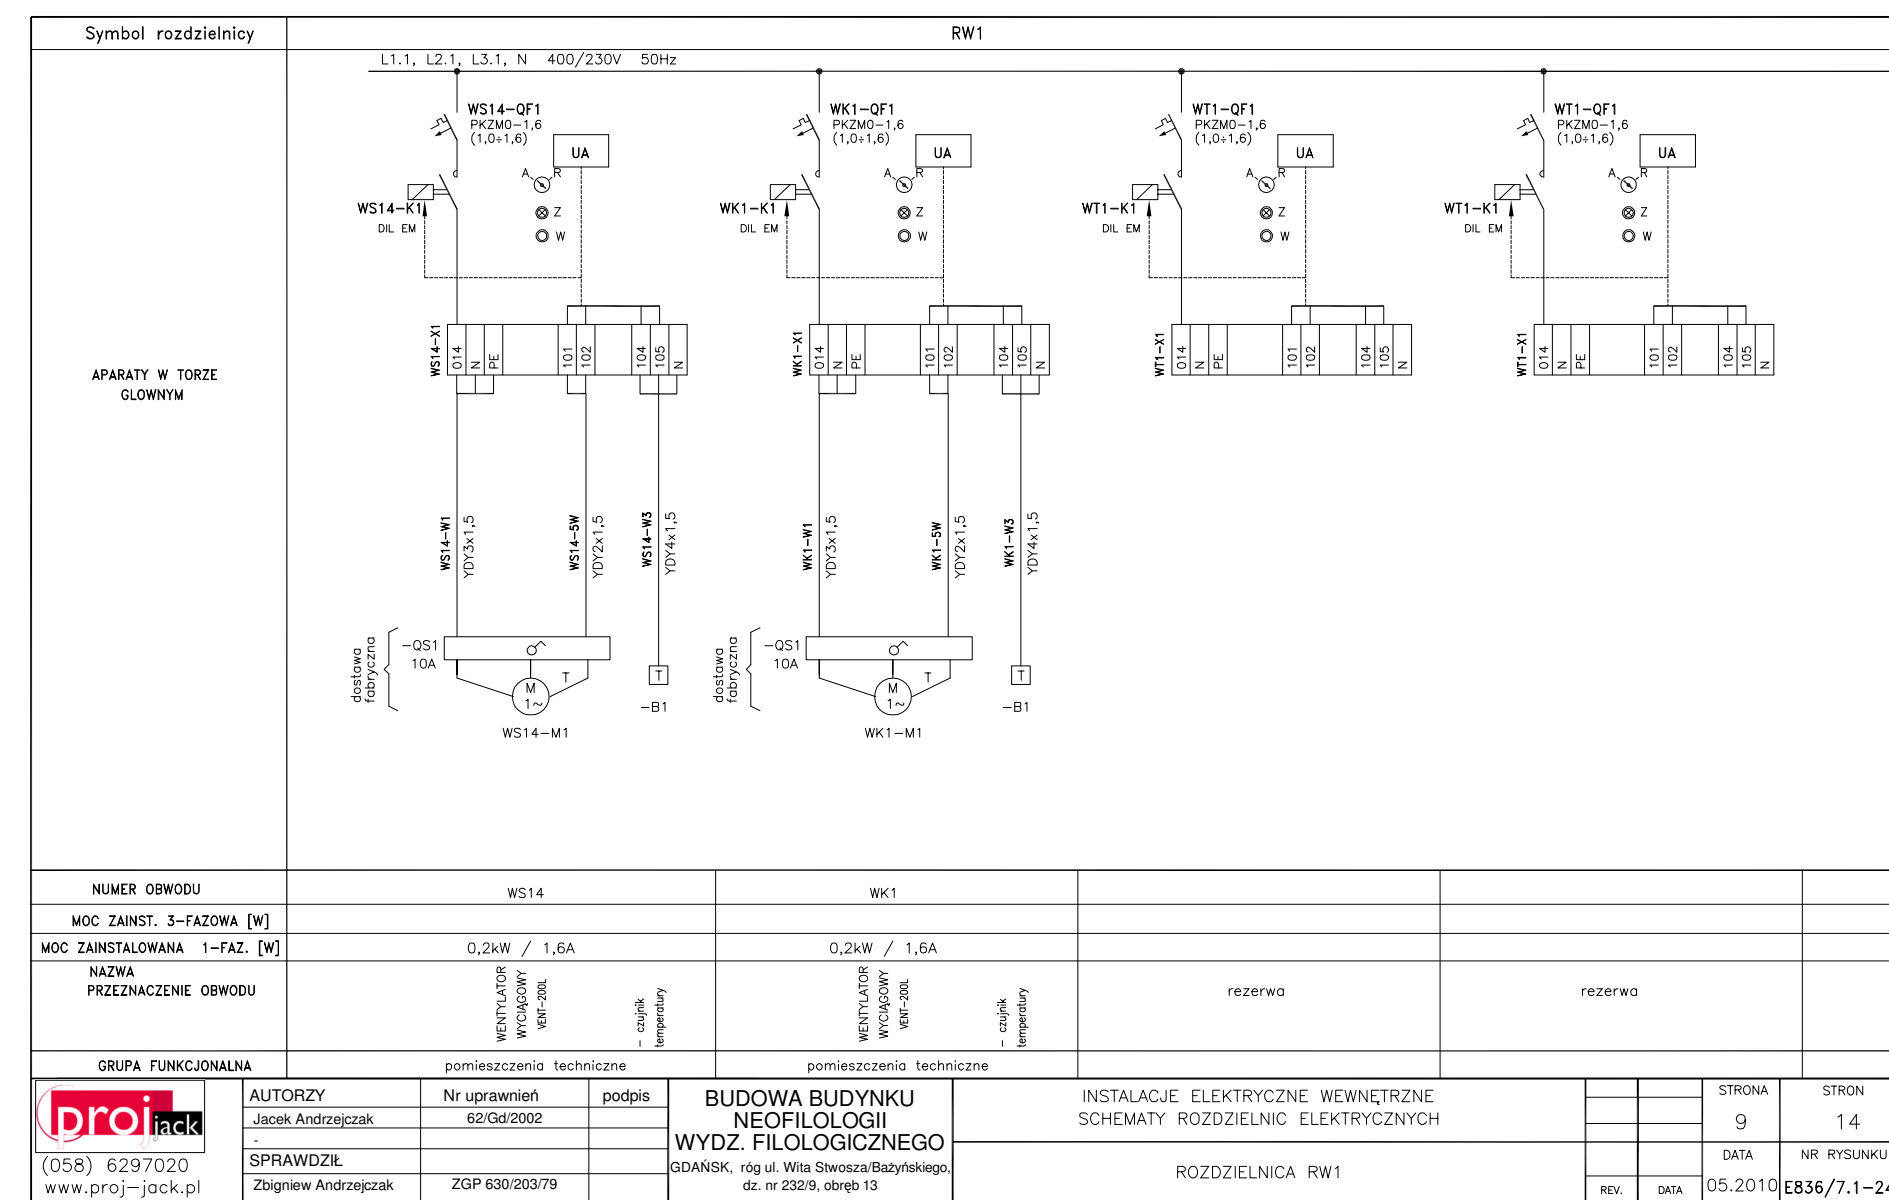 Symbol rozdzielnicy
RW1
L1.1, L2.1, L3.1, N 400/230V 50Hz
APARATY W TORZE
GLOWNYM
WS14-QF1
PKZM0-1,6
(1,0÷1,6)
UA
A R
Z
W
WS14-K1
DIL EM
WS14-X1
014 N PE 101 102 104 105 N
WS14-W1
YDY3x1,5
WS14-5W
YDY2x1,5
WS14-W3
YDY4x1,5
dostawa
fabryczna
-QS1
10A
M
1~
T
T
-B1
WS14-M1
WK1-QF1
PKZM0-1,6
(1,0÷1,6)
UA
A R
Z
W
WK1-K1
DIL EM
WK1-X1
014 N PE 101 102 104 105 N
WK1-W1
YDY3x1,5
WK1-5W
YDY2x1,5
WK1-W3
YDY4x1,5
dostawa
fabryczna
-QS1
10A
M
1~
T
T
-B1
WK1-M1
WT1-QF1
PKZM0-1,6
(1,0÷1,6)
UA
A R
Z
W
WT1-K1
DIL EM
WT1-X1
014 N PE 101 102 104 105 N
WT1-QF1
PKZM0-1,6
(1,0÷1,6)
UA
A R
Z
W
WT1-K1
DIL EM
WT1-X1
014 N PE 101 102 104 105 N
NUMER OBWODU
WS14
WK1
MOC ZAINST. 3-FAZOWA [W]
MOC ZAINSTALOWANA 1-FAZ. [W]
0,2kW / 1,6A
0,2kW / 1,6A
NAZWA
PRZEZNACZENIE OBWODU
WENTYLATOR
WYCIĄGOWY
VENT-200L
- czujnik
temperatury
WENTYLATOR
WYCIĄGOWY
VENT-200L
- czujnik
temperatury
rezerwa
rezerwa
GRUPA FUNKCJONALNA
pomieszczenia techniczne
pomieszczenia techniczne
proj jack
(058) 6297020
www.proj-jack.pl
AUTORZY
Nr uprawnień
podpis
Jacek Andrzejczak
62/Gd/2002
-
SPRAWDZIŁ
Zbigniew Andrzejczak
ZGP 630/203/79
BUDOWA BUDYNKU
NEOFILOLOGII
WYDZ. FILOLOGICZNEGO
GDAŃSK, róg ul. Wita Stwosza/Bażyńskiego,
dz. nr 232/9, obręb 13
INSTALACJE ELEKTRYCZNE WEWNĘTRZNE
SCHEMATY ROZDZIELNIC ELEKTRYCZNYCH
ROZDZIELNICA RW1
REV.
DATA
STRONA
9
STRON
14
DATA
05.2010
NR RYSUNKU
E836/7.1-24